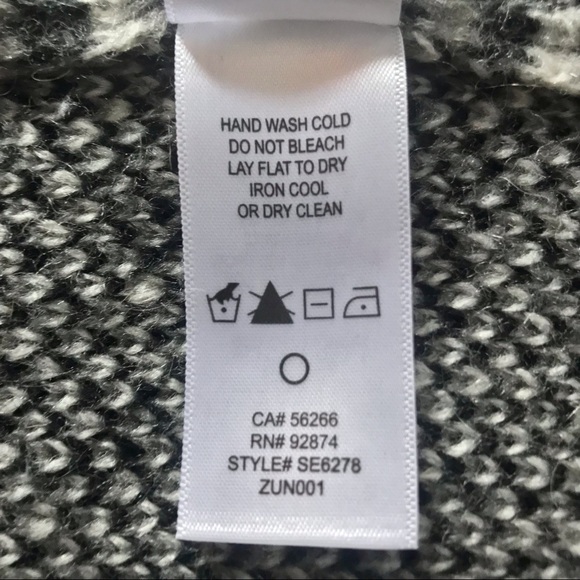 HAND WASH COLD
DO NOT BLEACH
LAY FLAT TO DRY
IRON COOL
OR DRY CLEAN
CA# 56266
RN# 92874
STYLE# SE6278
ZUN001